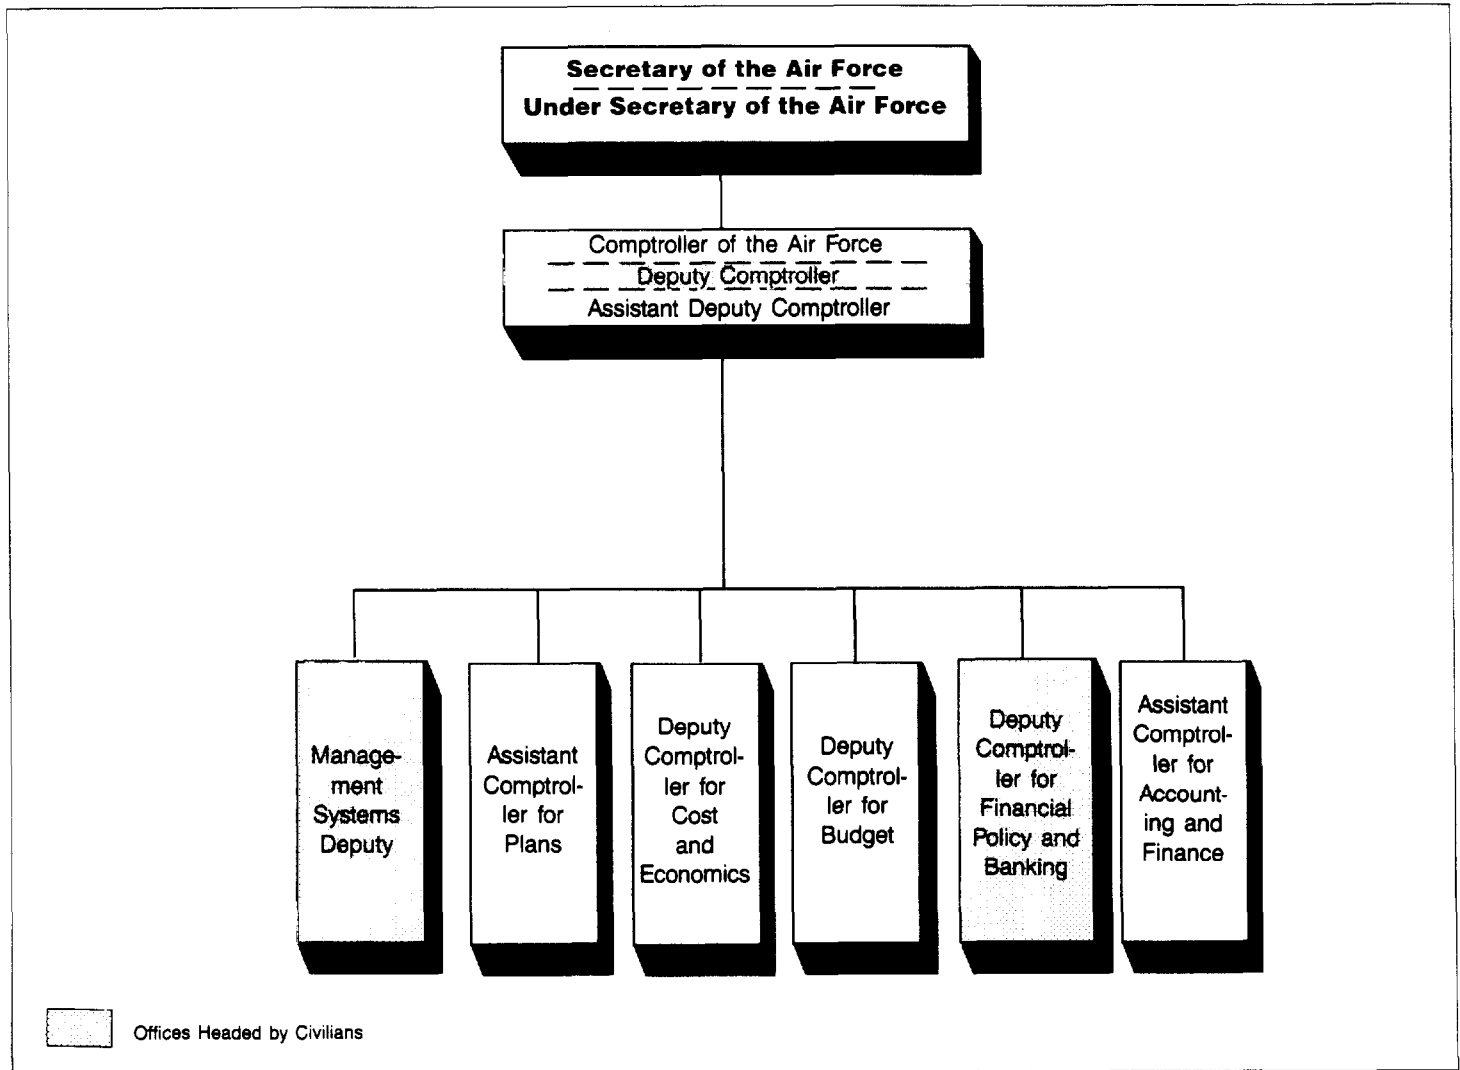 Secretary of the Air Force
Under Secretary of the Air Force
Comptroller of the Air Force
Deputy Comptroller
Assistant Deputy Comptroller
Manage-
ment
Systems
Deputy
Assistant
Comptrol-
ler for
Plans
Deputy
Comptrol-
ler for
Cost
and
Economics
Deputy
Comptrol-
ler for
Budget
Deputy
Comptrol-
ler for
Financial
Policy and
Banking
Assistant
Comptrol-
ler for
Account-
ing and
Finance
Offices Headed by Civilians